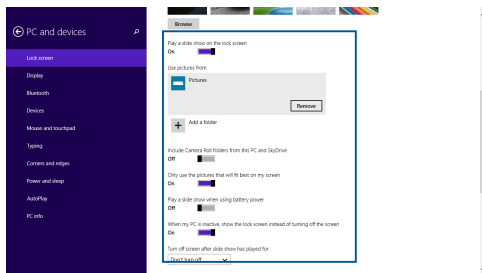 PC and devices
Lock screen
Display
Bluetooth
Devices
Mouse and touchpad
Typing
Corners and edges
Power and sleep
AutoPlay
PC info
Browse
Play a slide show on the lock screen
On
Use pictures from
Pictures
Remove
Add a folder
Include Camera Roll folders from this PC and SkyDrive
Off
Only use the pictures that will fit best on my screen
On
Play a slide show when using battery power
Off
When my PC is inactive, show the lock screen instead of turning off the screen
On
Turn off screen after slide show has played for
Don't turn off